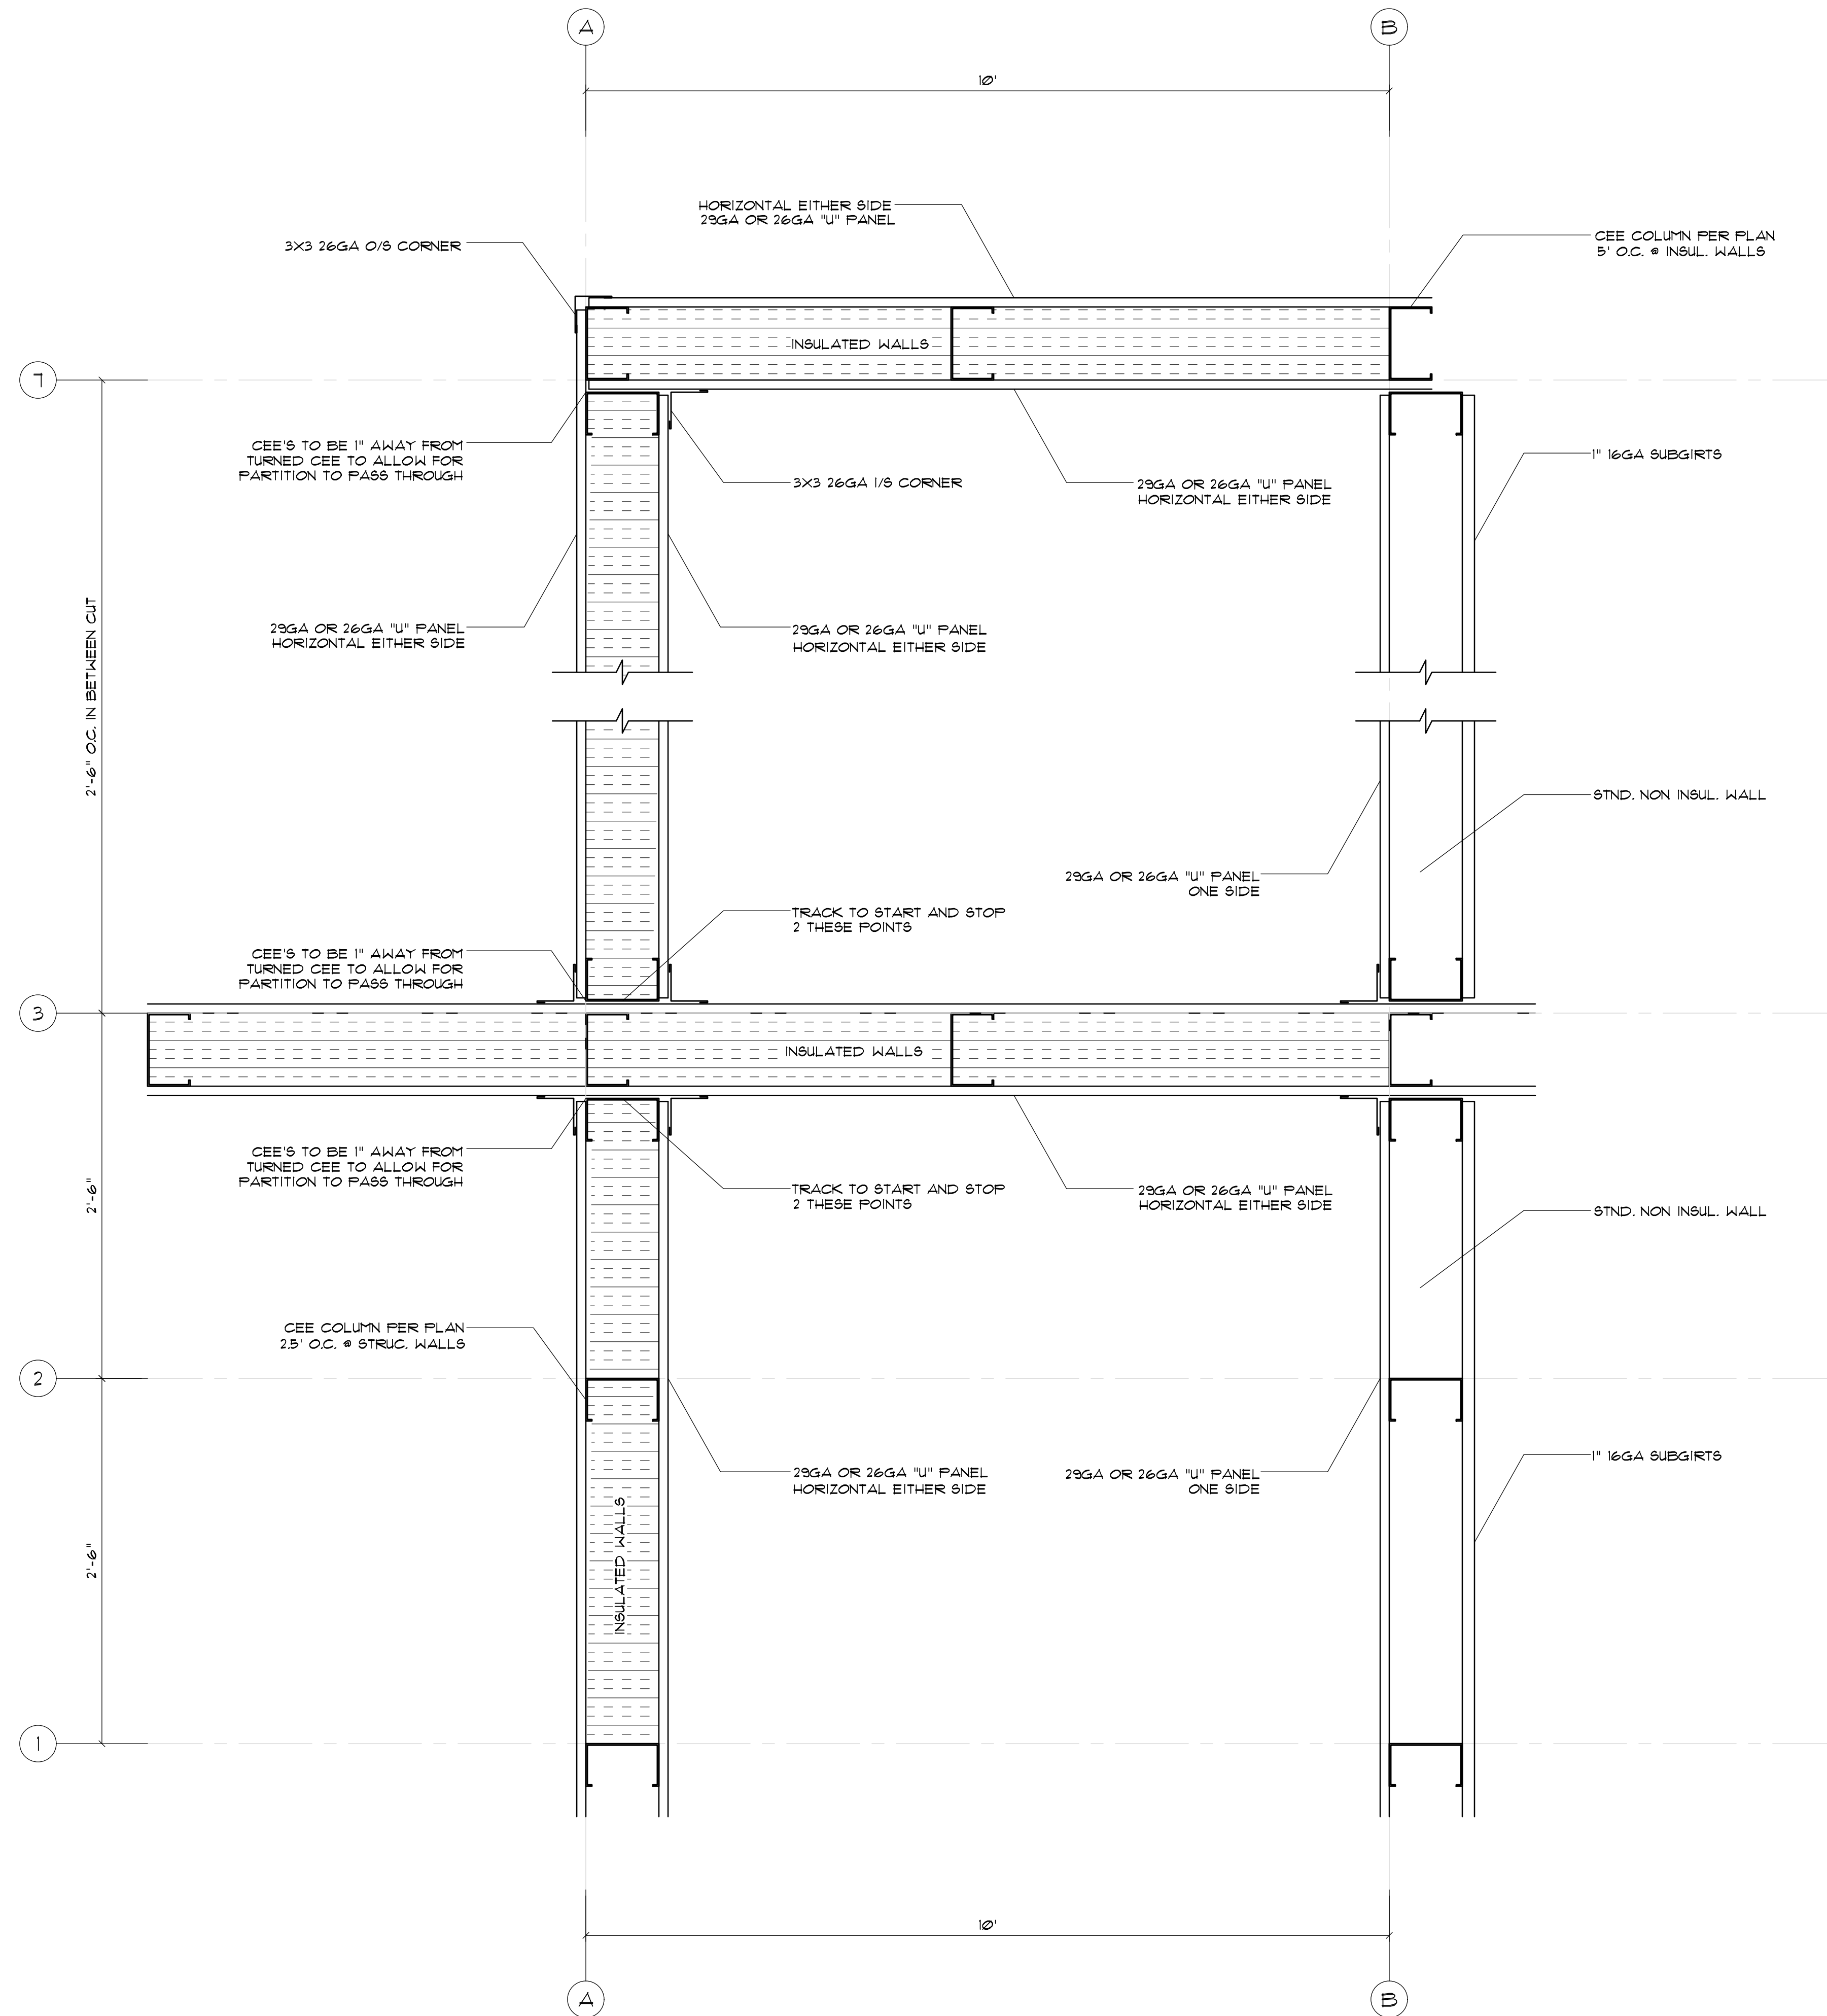 A
B
10'
HORIZONTAL EITHER SIDE
29GA OR 26GA "U" PANEL
3X3 26GA O/S CORNER
CEE COLUMN PER PLAN
5' O.C. @ INSUL. WALLS
INSULATED WALLS
7
CEE'S TO BE 1" AWAY FROM
TURNED CEE TO ALLOW FOR
PARTITION TO PASS THROUGH
3X3 26GA I/S CORNER
29GA OR 26GA "U" PANEL
HORIZONTAL EITHER SIDE
1" 16GA SUBGIRTS
2'-6" O.C. IN BETWEEN CUT
29GA OR 26GA "U" PANEL
HORIZONTAL EITHER SIDE
29GA OR 26GA "U" PANEL
HORIZONTAL EITHER SIDE
STND. NON INSUL. WALL
29GA OR 26GA "U" PANEL
ONE SIDE
TRACK TO START AND STOP
2 THESE POINTS
CEE'S TO BE 1" AWAY FROM
TURNED CEE TO ALLOW FOR
PARTITION TO PASS THROUGH
3
INSULATED WALLS
CEE'S TO BE 1" AWAY FROM
TURNED CEE TO ALLOW FOR
PARTITION TO PASS THROUGH
2'-6"
TRACK TO START AND STOP
2 THESE POINTS
29GA OR 26GA "U" PANEL
HORIZONTAL EITHER SIDE
STND. NON INSUL. WALL
CEE COLUMN PER PLAN
2.5' O.C. @ STRUC. WALLS
2
29GA OR 26GA "U" PANEL
HORIZONTAL EITHER SIDE
29GA OR 26GA "U" PANEL
ONE SIDE
1" 16GA SUBGIRTS
2'-6"
INSULATED WALLS
1
10'
A
B